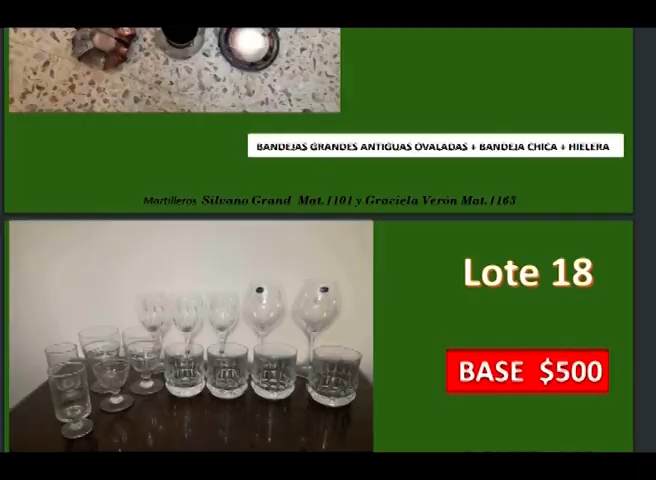 BANDEJAS GRANDES ANTIGUAS OVALADAS + BANDEJA CHICA + HIELERA
Martilleros Silvano Grand Mat.1101 y Graciela Verón Mat.1163
Lote 18
BASE $500